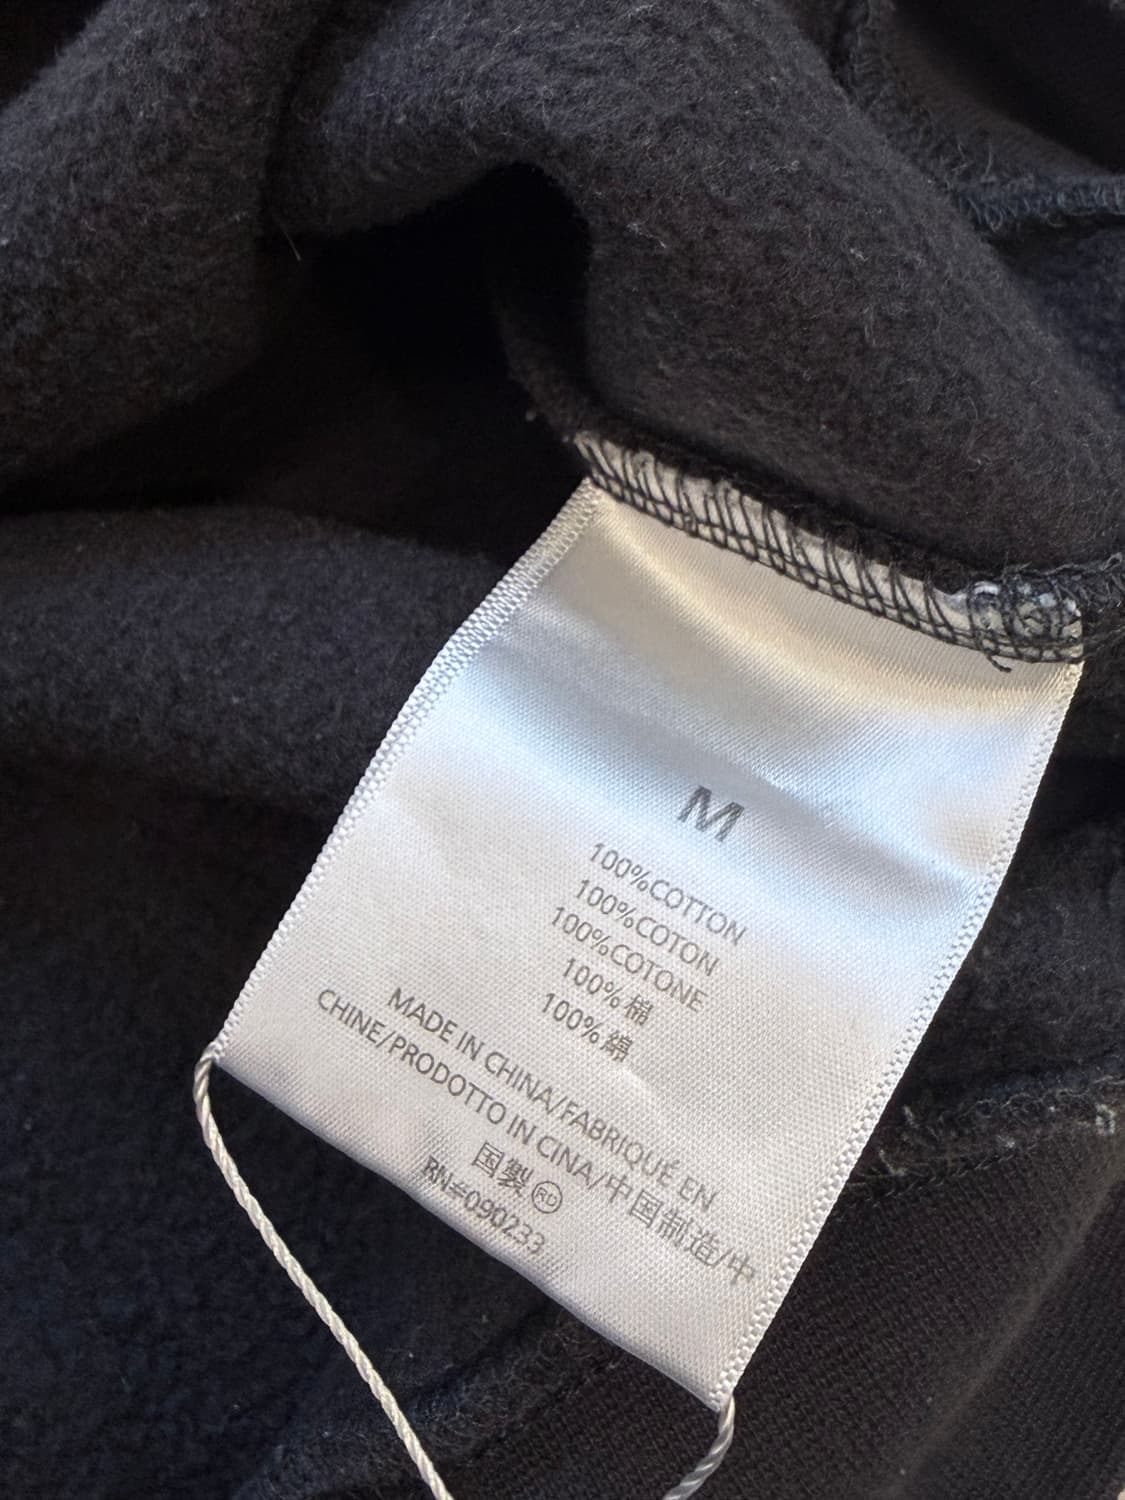 M
100%COTTON
100%COTON
100%COTONE
100% 棉
100% 綿
MADE IN CHINA/FABRIQUÉ EN
CHINE/PRODOTTO IN CINA/中国制造/中
国製 RD
RN#090233